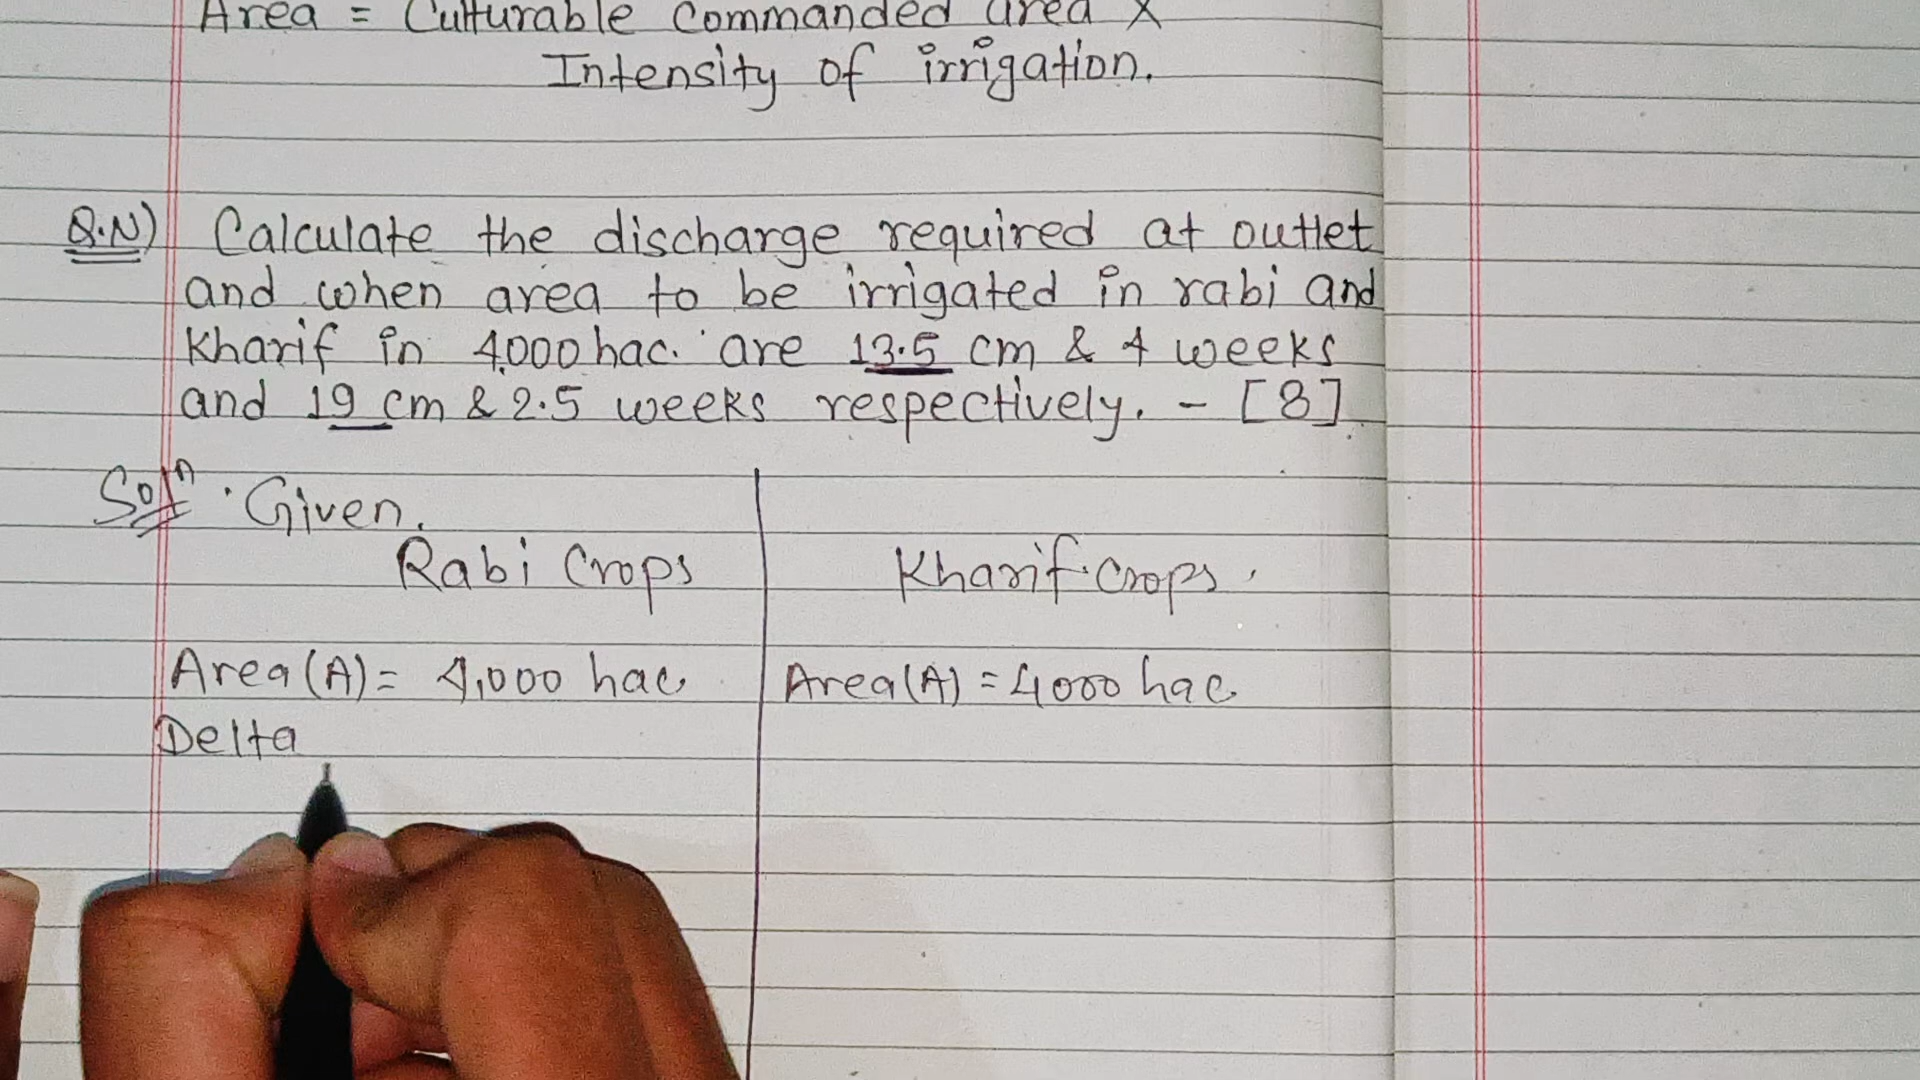 Area = Culturable Commanded area X
Intensity of irrigation.
Q.N) Calculate the discharge required at outlet
and when area to be irrigated in rabi and
Kharif in 4000 hac. are 13.5 cm & 4 weeks
and 19 cm & 2.5 weeks respectively. - [8]
Solⁿ. Given.
Rabi Crops
Kharif Crops.
Area (A) = 4,000 hac.
Area (A) = 4000 hac.
Delta